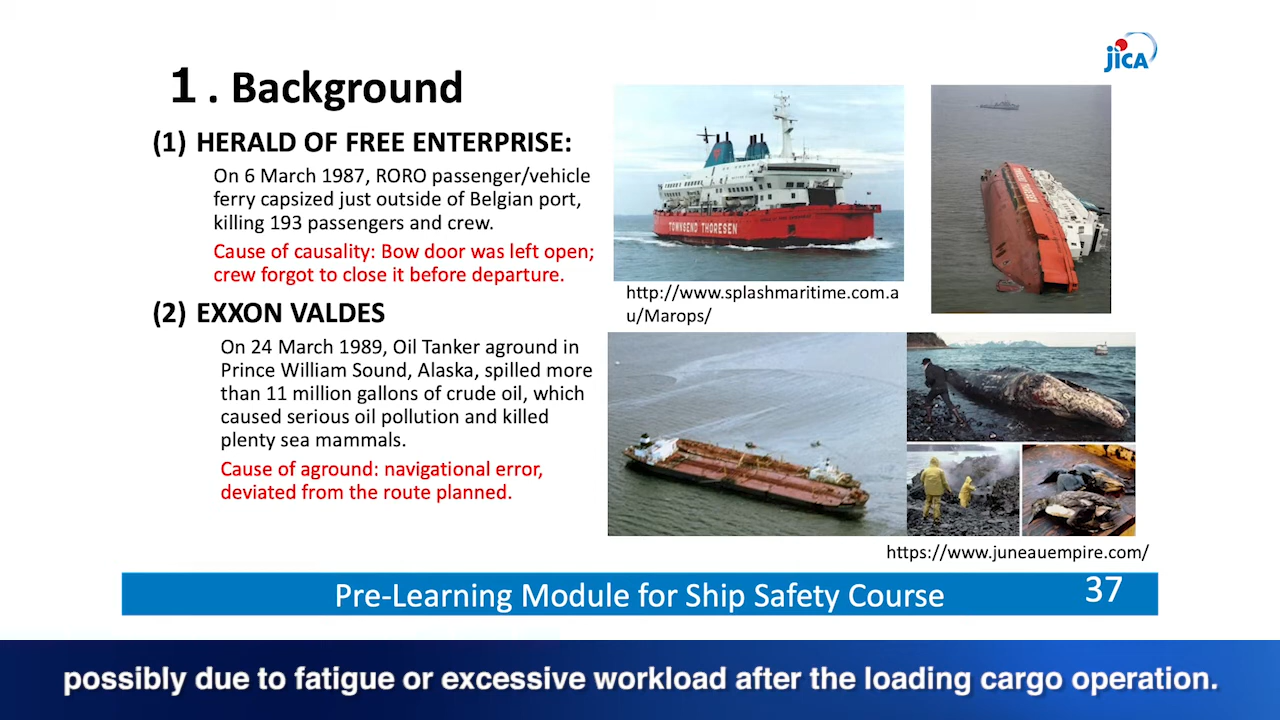 JICA
1 . Background
(1) HERALD OF FREE ENTERPRISE:
On 6 March 1987, RORO passenger/vehicle
ferry capsized just outside of Belgian port,
killing 193 passengers and crew.
Cause of causality: Bow door was left open;
crew forgot to close it before departure.
TOWNSEND THORESEN
http://www.splashmaritime.com.a
u/Marops/
(2) EXXON VALDES
On 24 March 1989, Oil Tanker aground in
Prince William Sound, Alaska, spilled more
than 11 million gallons of crude oil, which
caused serious oil pollution and killed
plenty sea mammals.
Cause of aground: navigational error,
deviated from the route planned.
https://www.juneauempire.com/
Pre-Learning Module for Ship Safety Course
37
possibly due to fatigue or excessive workload after the loading cargo operation.